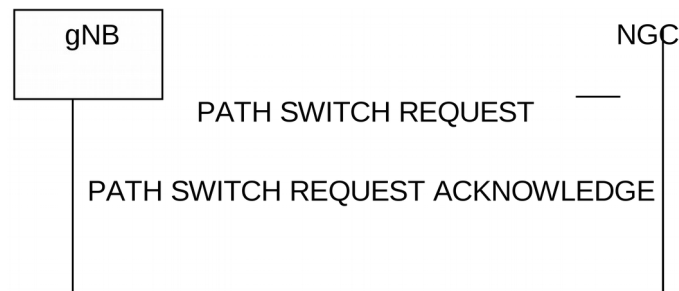 gNB
NGC
PATH SWITCH REQUEST
PATH SWITCH REQUEST ACKNOWLEDGE